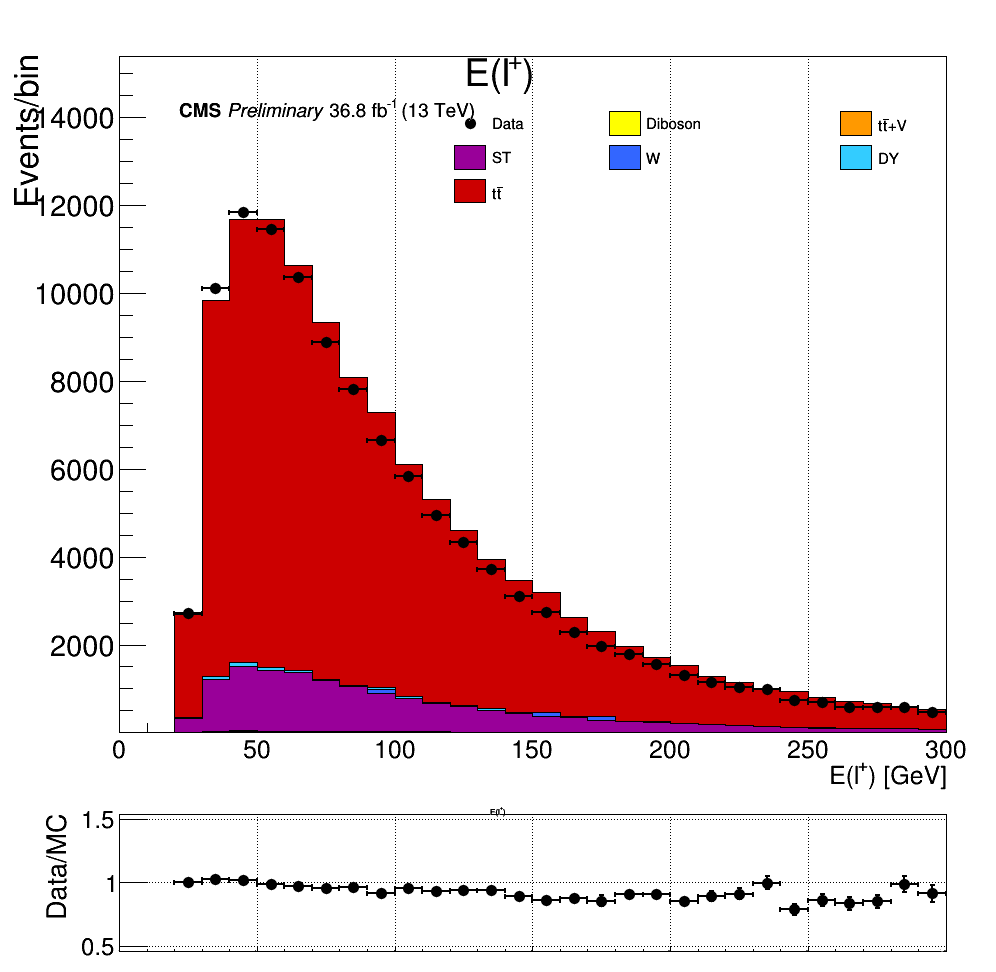 E(l⁺)
Events/bin
CMS Preliminary 36.8 fb⁻¹ (13 TeV)
Data
Diboson
tt̄+V
ST
W
DY
tt̄
14000
12000
10000
8000
6000
4000
2000
0 50 100 150 200 250 300
E(l⁺) [GeV]
E(l⁺)
Data/MC
1.5
1
0.5